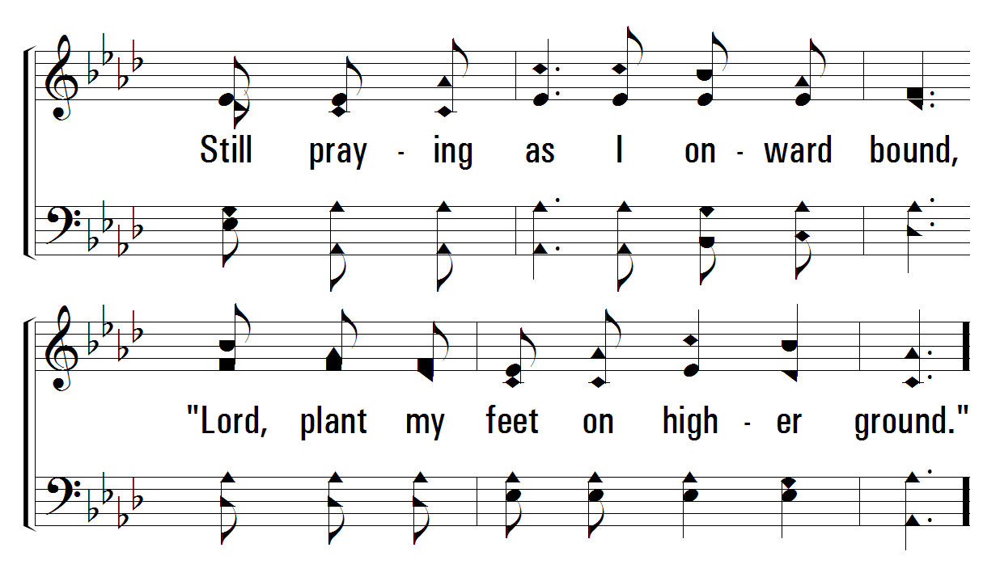 Still pray - ing as I on - ward bound,
"Lord, plant my feet on high - er ground."